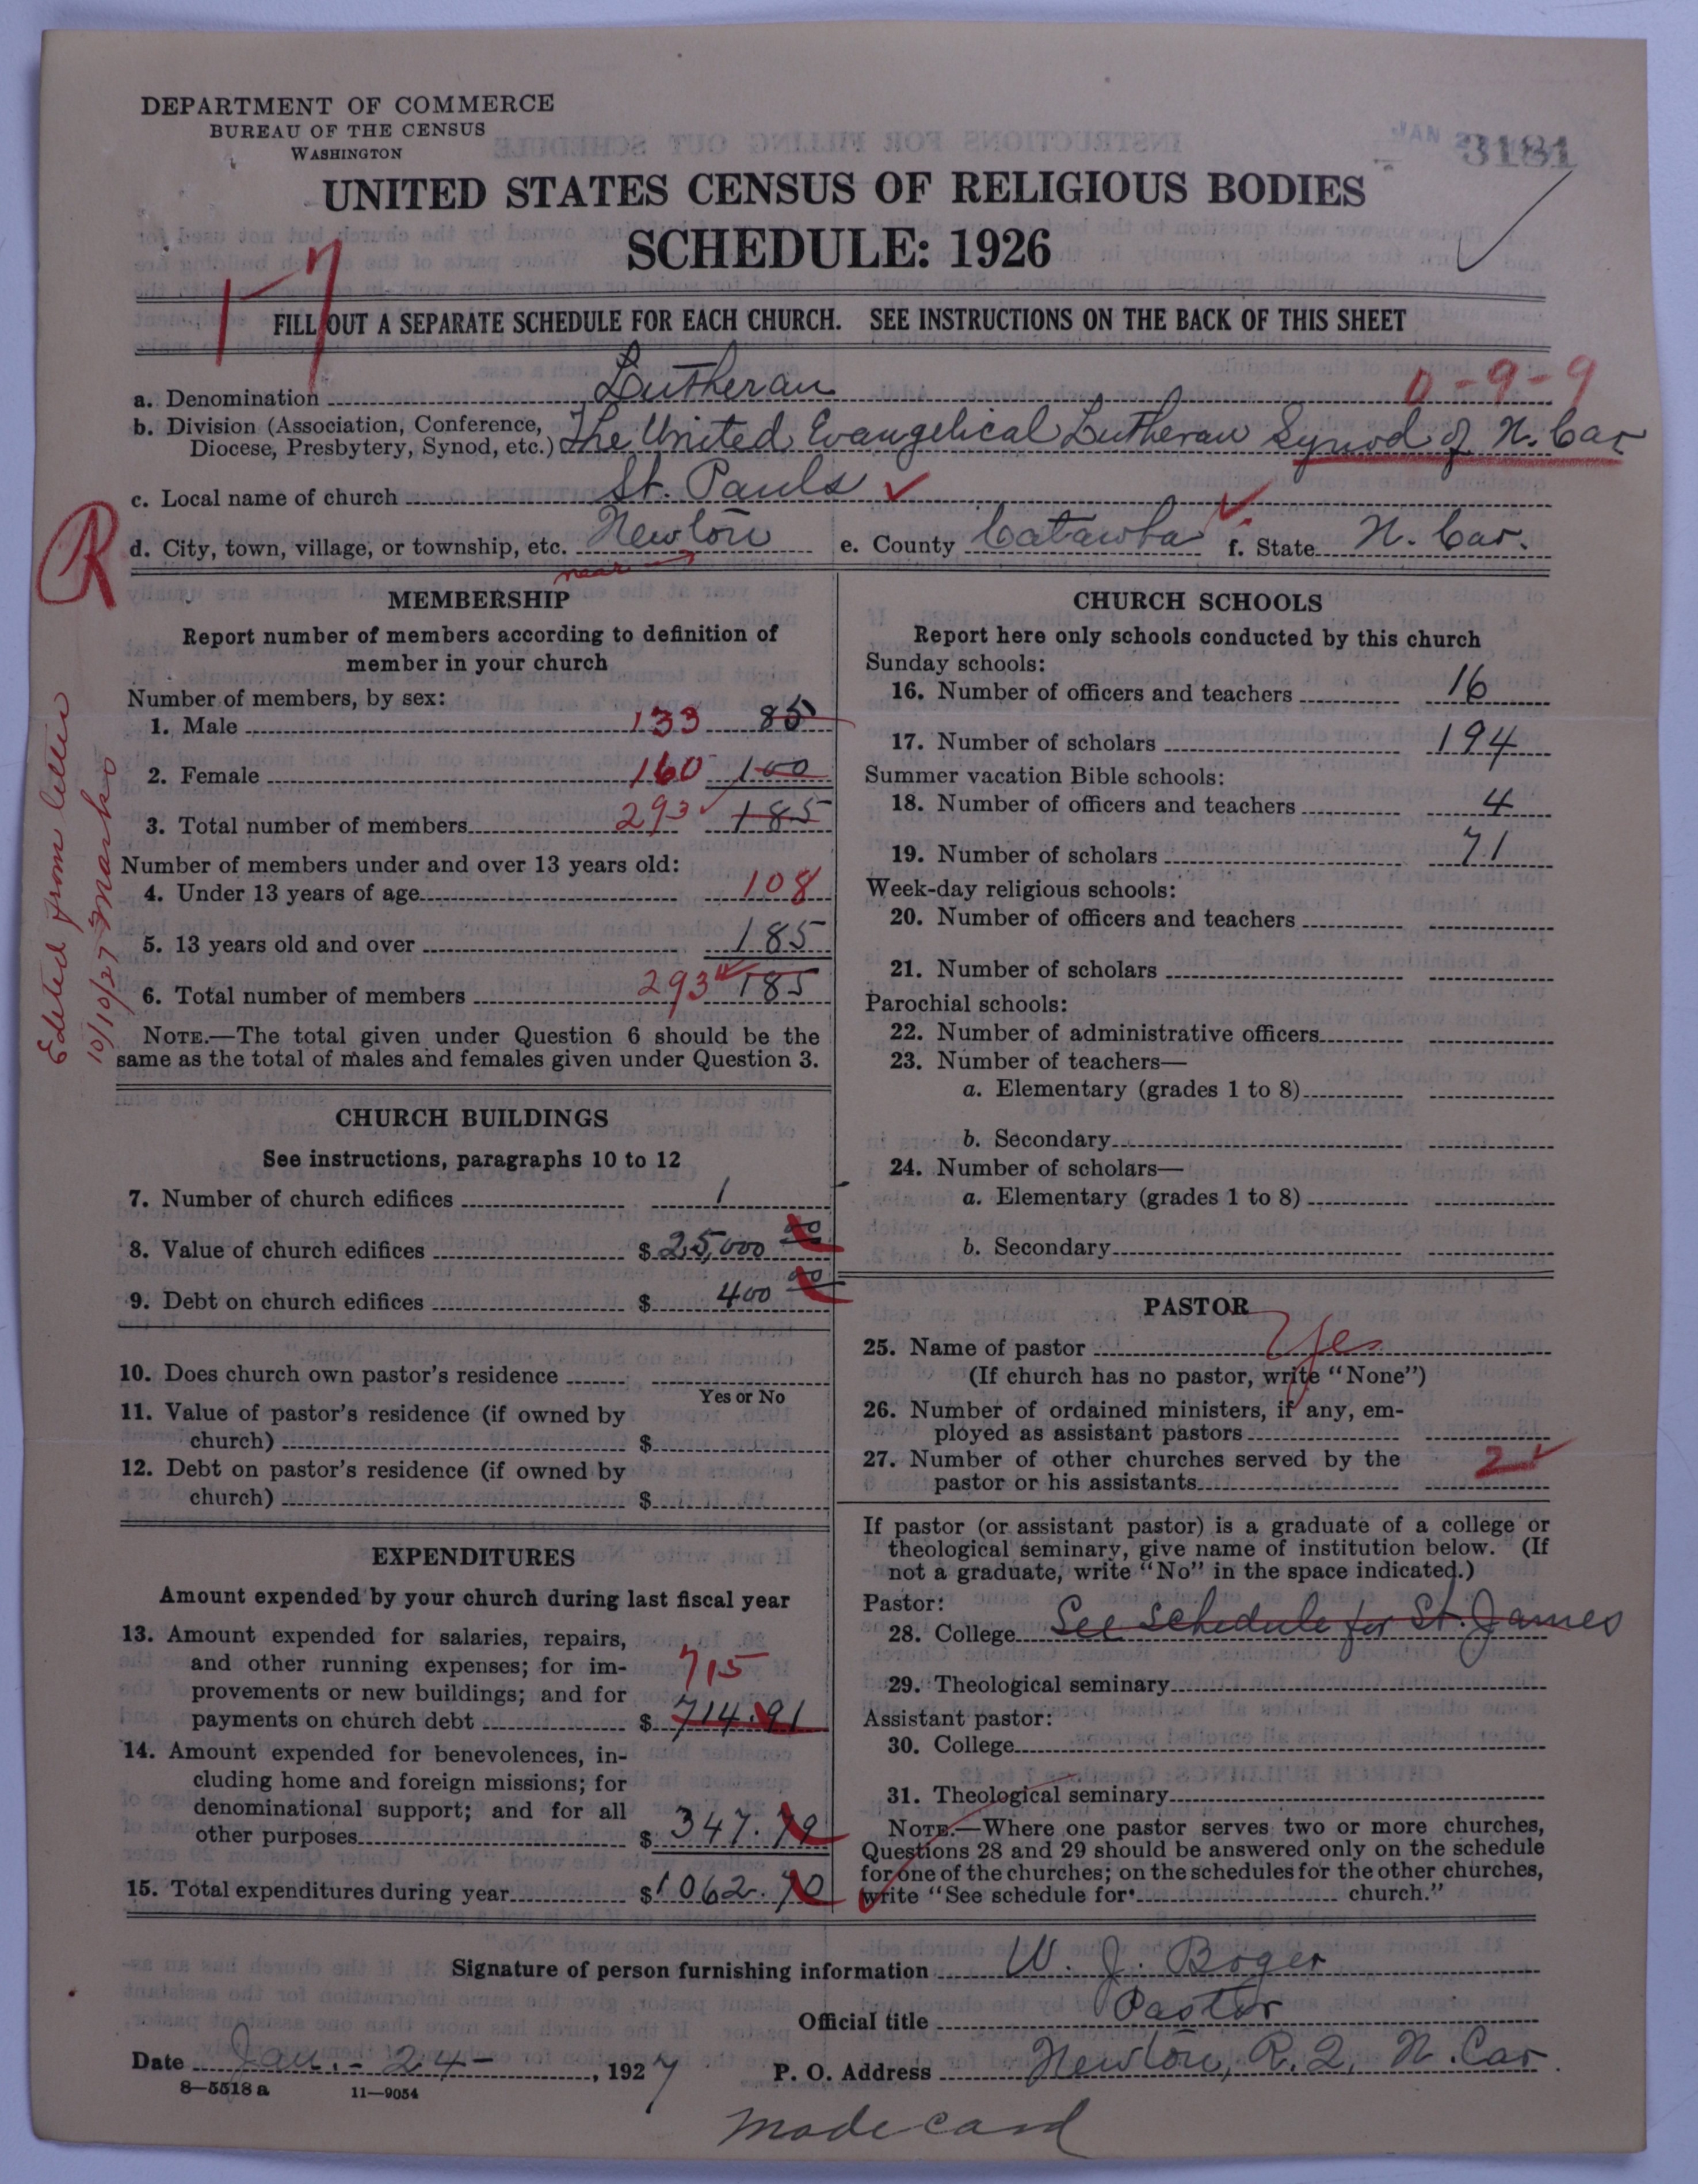 DEPARTMENT OF COMMERCE
BUREAU OF THE CENSUS
WASHINGTON
JAN
3181
UNITED STATES CENSUS OF RELIGIOUS BODIES
SCHEDULE: 1926
17
FILL OUT A SEPARATE SCHEDULE FOR EACH CHURCH. SEE INSTRUCTIONS ON THE BACK OF THIS SHEET
0-9-9
a. Denomination Lutheran
b. Division (Association, Conference,
Diocese, Presbytery, Synod, etc.) The United Evangelical Lutheran Synod of N. Car
c. Local name of church St. Pauls
d. City, town, village, or township, etc. Newton e. County Catawba f. State N. Car.
near
R
Edited from letter
10/10/27
MEMBERSHIP
Report number of members according to definition of
member in your church
Number of members, by sex:
1. Male 133 85
2. Female 160 100
3. Total number of members 293 185
Number of members under and over 13 years old:
4. Under 13 years of age 108
5. 13 years old and over 185
6. Total number of members 293 185
NOTE.—The total given under Question 6 should be the
same as the total of males and females given under Question 3.
CHURCH BUILDINGS
See instructions, paragraphs 10 to 12
7. Number of church edifices 1
8. Value of church edifices $ 25,000 00
9. Debt on church edifices $ 400 00
10. Does church own pastor's residence
Yes or No
11. Value of pastor's residence (if owned by
church) $
12. Debt on pastor's residence (if owned by
church) $
EXPENDITURES
Amount expended by your church during last fiscal year
13. Amount expended for salaries, repairs,
and other running expenses; for im-
provements or new buildings; and for
715
payments on church debt $ 714.91
14. Amount expended for benevolences, in-
cluding home and foreign missions; for
denominational support; and for all
other purposes $ 347.79
15. Total expenditures during year $1062.70
CHURCH SCHOOLS
Report here only schools conducted by this church
Sunday schools:
16. Number of officers and teachers 16
17. Number of scholars 194
Summer vacation Bible schools:
18. Number of officers and teachers 4
19. Number of scholars 71
Week-day religious schools:
20. Number of officers and teachers
21. Number of scholars
Parochial schools:
22. Number of administrative officers
23. Number of teachers—
a. Elementary (grades 1 to 8)
b. Secondary
24. Number of scholars—
a. Elementary (grades 1 to 8)
b. Secondary
PASTOR
25. Name of pastor Yes
(If church has no pastor, write "None")
26. Number of ordained ministers, if any, em-
ployed as assistant pastors
27. Number of other churches served by the
pastor or his assistants 2
If pastor (or assistant pastor) is a graduate of a college or
theological seminary, give name of institution below. (If
not a graduate, write "No" in the space indicated.)
Pastor:
28. College See Schedule for St. James
29. Theological seminary
Assistant pastor:
30. College
31. Theological seminary
NOTE.—Where one pastor serves two or more churches,
Questions 28 and 29 should be answered only on the schedule
for one of the churches; on the schedules for the other churches,
write "See schedule for church."
Signature of person furnishing information W. J. Boger
Official title Pastor
Date Jan. - 24 - , 1927 P. O. Address Newton, R. 2, N. Car.
8—5518 a 11—9054
Made card